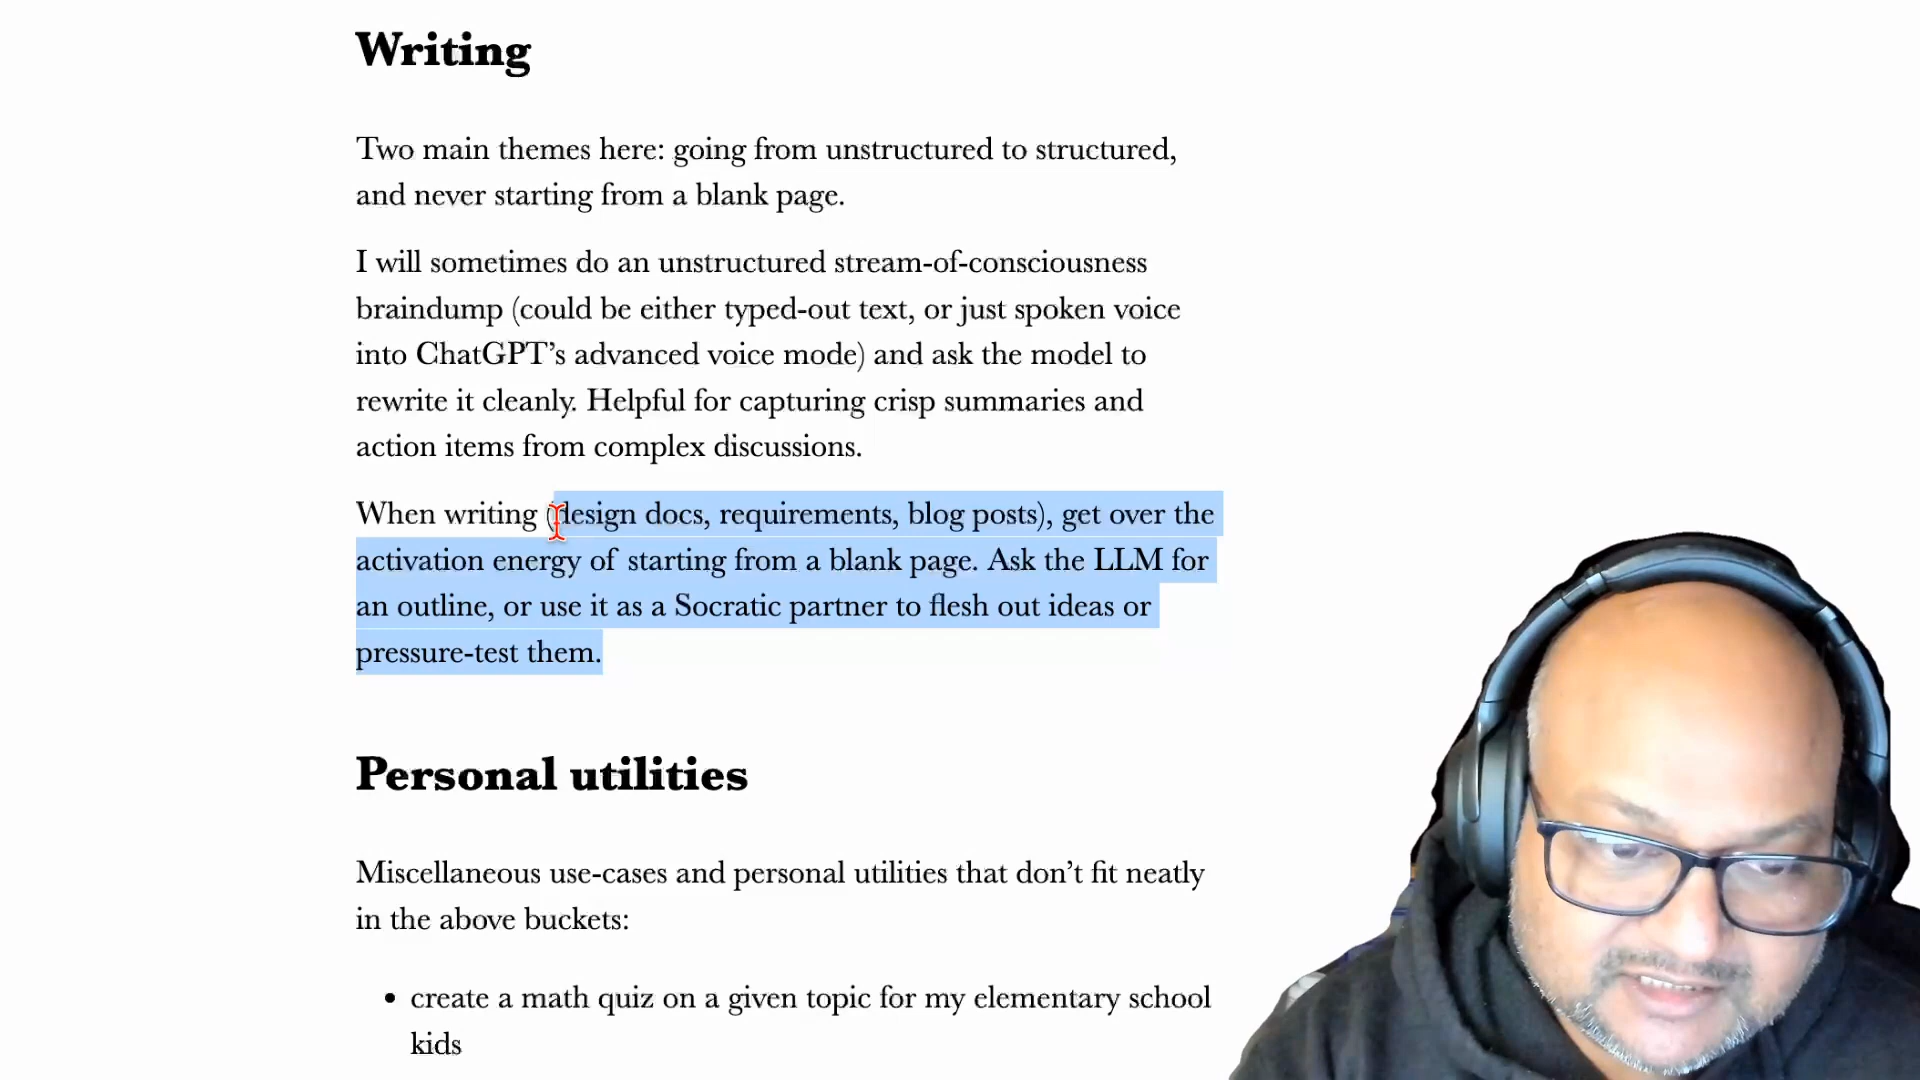 Writing
Two main themes here: going from unstructured to structured,
and never starting from a blank page.
I will sometimes do an unstructured stream-of-consciousness
braindump (could be either typed-out text, or just spoken voice
into ChatGPT’s advanced voice mode) and ask the model to
rewrite it cleanly. Helpful for capturing crisp summaries and
action items from complex discussions.
When writing (design docs, requirements, blog posts), get over the
activation energy of starting from a blank page. Ask the LLM for
an outline, or use it as a Socratic partner to flesh out ideas or
pressure-test them.
Personal utilities
Miscellaneous use-cases and personal utilities that don’t fit neatly
in the above buckets:
• create a math quiz on a given topic for my elementary school
kids